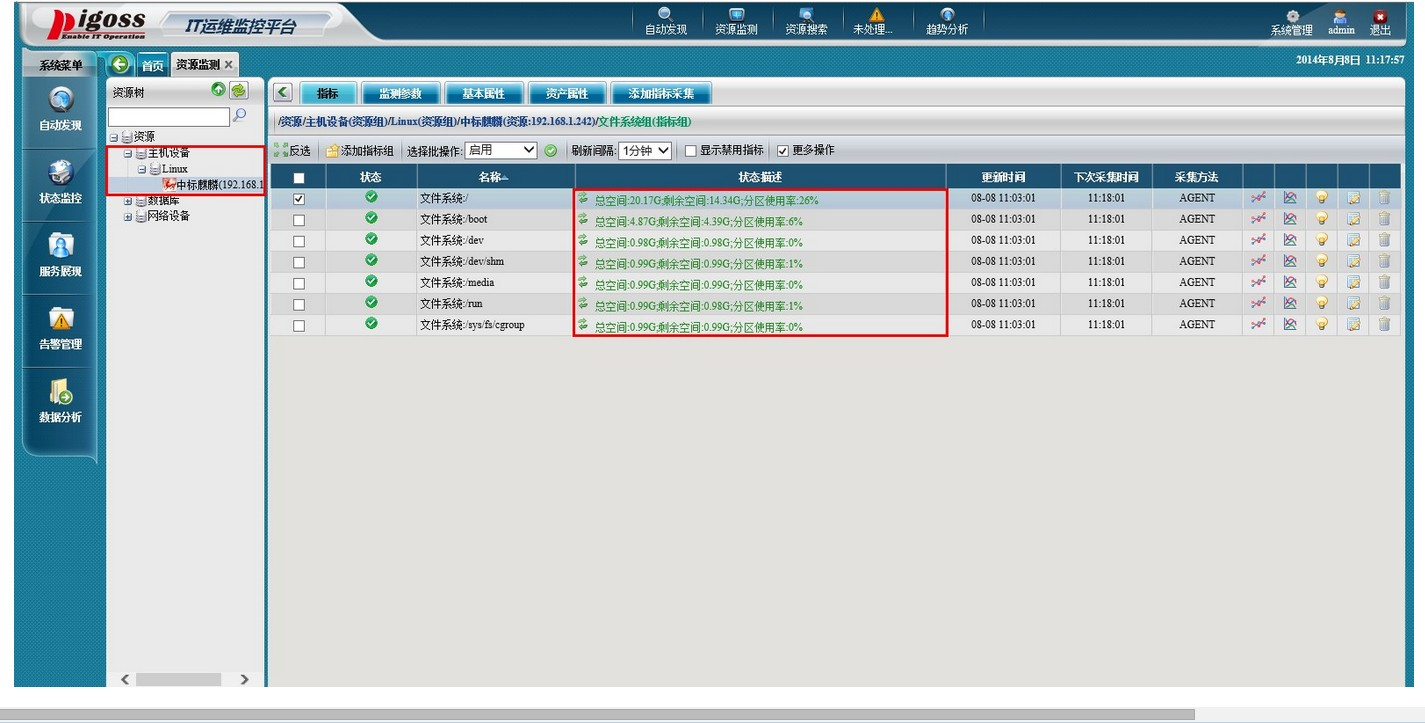 igoss
Enable IT Operation
IT运维监控平台
自动发现 资源监测 资源搜索 未处理... 趋势分析
系统管理 admin 退出
系统菜单 首页 资源监测 ×
2014年8月8日 11:17:57
自动发现
状态监控
服务展现
告警管理
数据分析
资源树
资源
主机设备
Linux
中标麒麟(192.168.1
数据库
网络设备
指标 监测参数 基本属性 资产属性 添加指标采集
/资源/主机设备(资源组)/Linux(资源组)/中标麒麟(资源:192.168.1.242)/文件系统组(指标组)
反选 添加指标组 选择批操作: 启用 刷新间隔: 1分钟 显示禁用指标 更多操作
状态 名称 状态描述 更新时间 下次采集时间 采集方法
文件系统:/ 总空间:20.17G;剩余空间:14.34G;分区使用率:26% 08-08 11:03:01 11:18:01 AGENT
文件系统:/boot 总空间:4.87G;剩余空间:4.39G;分区使用率:6% 08-08 11:03:01 11:18:01 AGENT
文件系统:/dev 总空间:0.98G;剩余空间:0.98G;分区使用率:0% 08-08 11:03:01 11:18:01 AGENT
文件系统:/dev/shm 总空间:0.99G;剩余空间:0.99G;分区使用率:1% 08-08 11:03:01 11:18:01 AGENT
文件系统:/media 总空间:0.99G;剩余空间:0.99G;分区使用率:0% 08-08 11:03:01 11:18:01 AGENT
文件系统:/run 总空间:0.99G;剩余空间:0.98G;分区使用率:1% 08-08 11:03:01 11:18:01 AGENT
文件系统:/sys/fs/cgroup 总空间:0.99G;剩余空间:0.99G;分区使用率:0% 08-08 11:03:01 11:18:01 AGENT